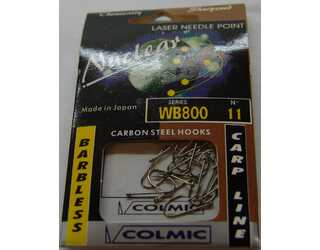 Chemically Sharpened
LASER NEEDLE POINT
Nuclear
Made in Japan
SERIES
WB800
N°
11
CARBON STEEL HOOKS
BARBLESS
CARP LINE
COLMIC
COLMIC